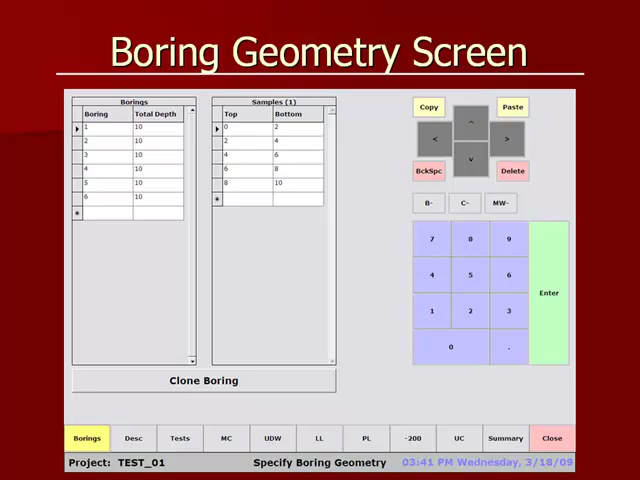 Boring Geometry Screen
Borings
Boring Total Depth
1 10
2 10
3 10
4 10
5 10
6 10
Samples (1)
Top Bottom
0 2
2 4
4 6
6 8
8 10
Clone Boring
Copy ^ Paste
< >
BckSpc v Delete
B- C- MW-
7 8 9
4 5 6
1 2 3
0 .
Enter
Borings Desc Tests MC UDW LL PL -200 UC Summary Close
Project: TEST_01 Specify Boring Geometry 03:41 PM Wednesday, 3/18/09